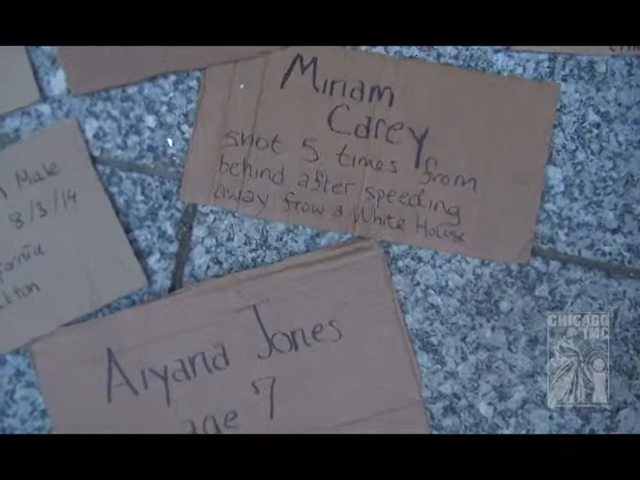 Miriam
Carey
shot 5 times from
behind after speeding
away from a White House
Male
8/3/14
Aiyana Jones
age 7
CHICAGO
IMC